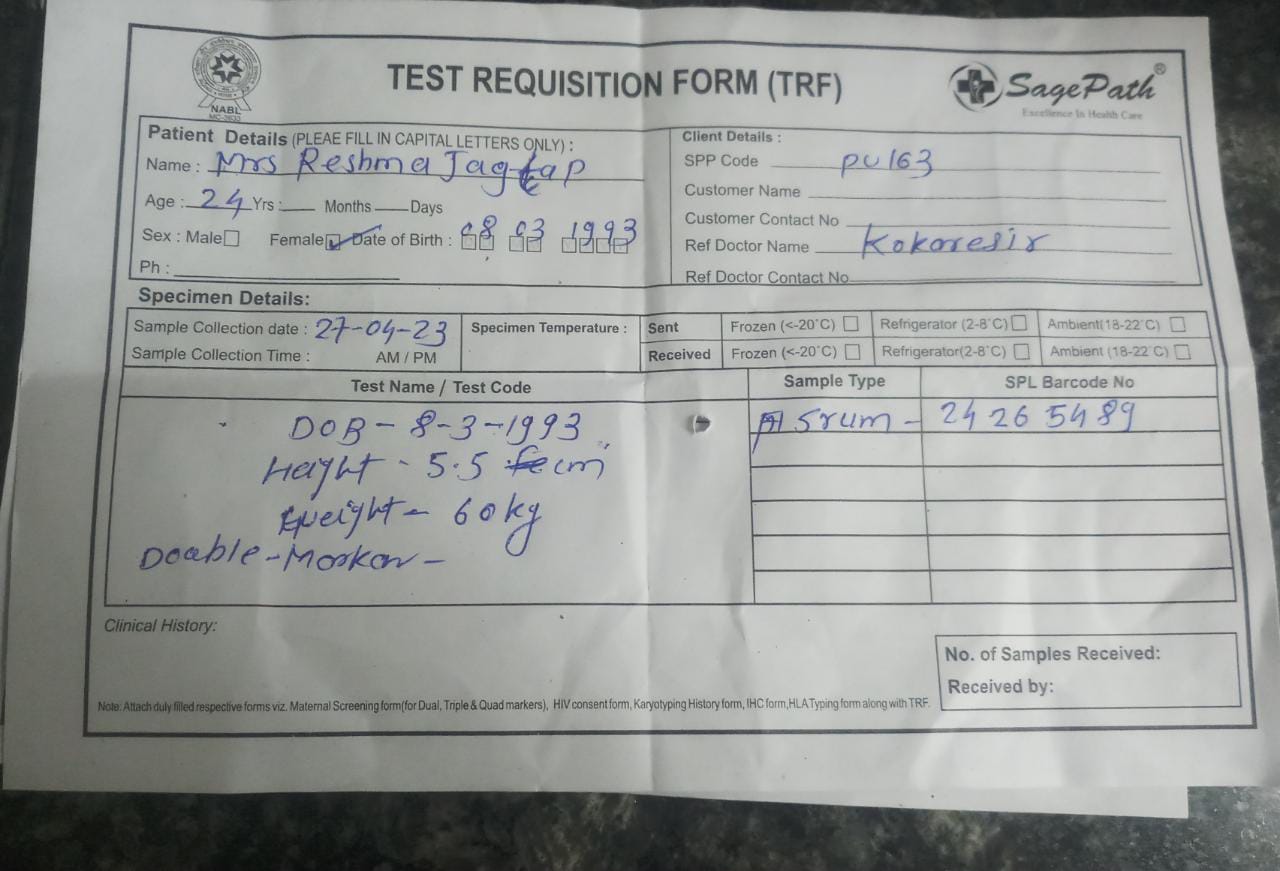 NABL
MC-3633
TEST REQUISITION FORM (TRF)
SagePath®
Excellence In Health Care
Patient Details (PLEAE FILL IN CAPITAL LETTERS ONLY) :
Name : Mrs Reshma Jagtap
Age : 24 Yrs : Months Days
Sex : Male Female Date of Birth : 08 03 1993
Ph :
Client Details :
SPP Code PU163
Customer Name
Customer Contact No
Ref Doctor Name Kokaresir
Ref Doctor Contact No
Specimen Details:
Sample Collection date : 27-04-23
Sample Collection Time : AM / PM
Specimen Temperature : Sent Frozen (<-20°C) Refrigerator (2-8°C) Ambient(18-22°C)
Received Frozen (<-20°C) Refrigerator(2-8°C) Ambient (18-22°C)
Test Name / Test Code Sample Type SPL Barcode No
DOB - 8-3-1993 Srum - 24265489
Height - 5.5 cm
Weight - 60kg
Doable-Morkar -
Clinical History:
No. of Samples Received:
Received by:
Note: Attach duly filled respective forms viz. Maternal Screening form(for Dual, Triple & Quad markers), HIV consent form, Karyotyping History form, IHC form,HLA Typing form along with TRF.